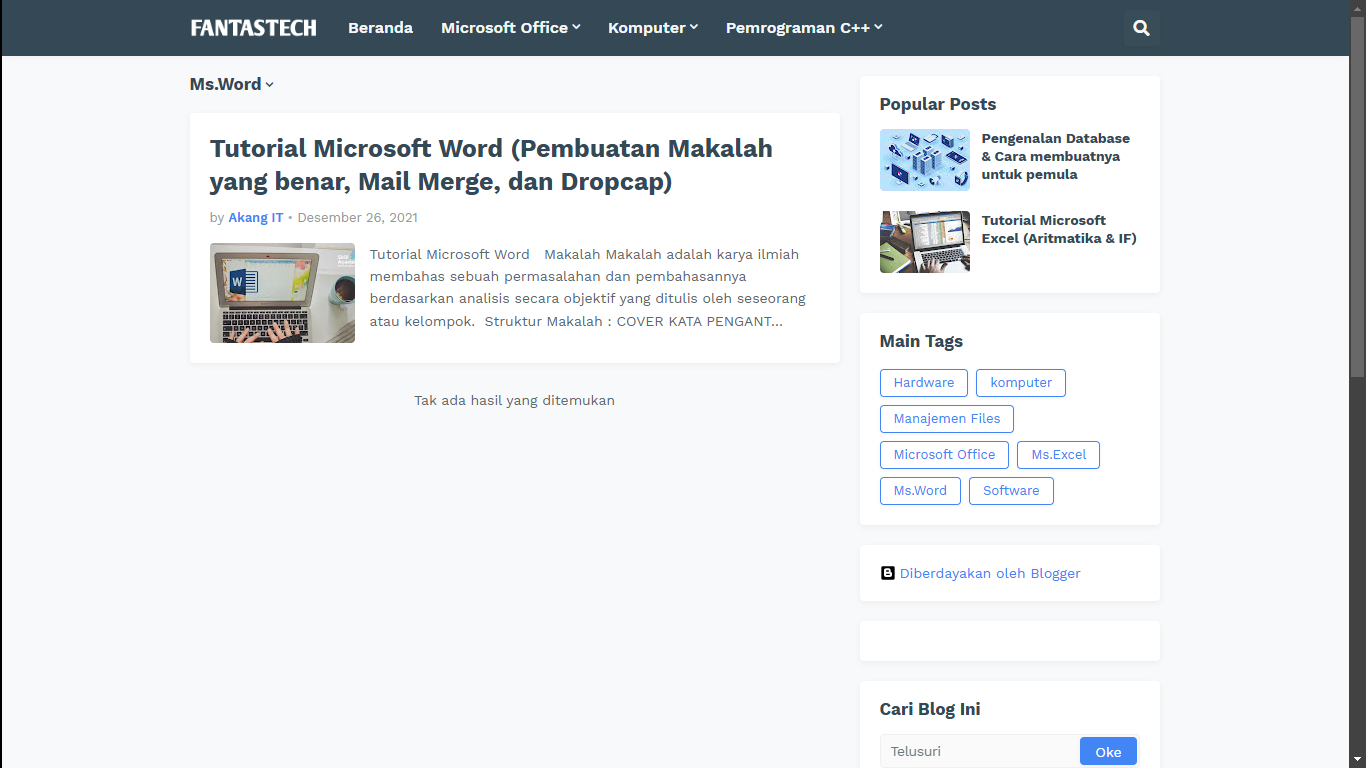 FANTASTECH
Beranda
Microsoft Office
Komputer
Pemrograman C++
Ms.Word
Tutorial Microsoft Word (Pembuatan Makalah
yang benar, Mail Merge, dan Dropcap)
by Akang IT • Desember 26, 2021
Tutorial Microsoft Word Makalah Makalah adalah karya ilmiah
membahas sebuah permasalahan dan pembahasannya
berdasarkan analisis secara objektif yang ditulis oleh seseorang
atau kelompok. Struktur Makalah : COVER KATA PENGANT...
Tak ada hasil yang ditemukan
Popular Posts
Pengenalan Database
& Cara membuatnya
untuk pemula
Tutorial Microsoft
Excel (Aritmatika & IF)
Main Tags
Hardware
komputer
Manajemen Files
Microsoft Office
Ms.Excel
Ms.Word
Software
Diberdayakan oleh Blogger
Cari Blog Ini
Telusuri
Oke